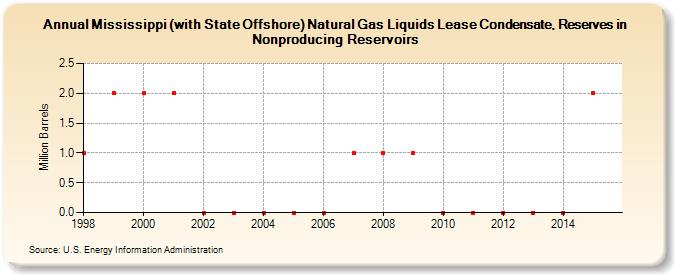 Annual Mississippi (with State Offshore) Natural Gas Liquids Lease Condensate, Reserves in
Nonproducing Reservoirs
Million Barrels
2.5
2.0
1.5
1.0
0.5
0.0
1998 2000 2002 2004 2006 2008 2010 2012 2014
Source: U.S. Energy Information Administration